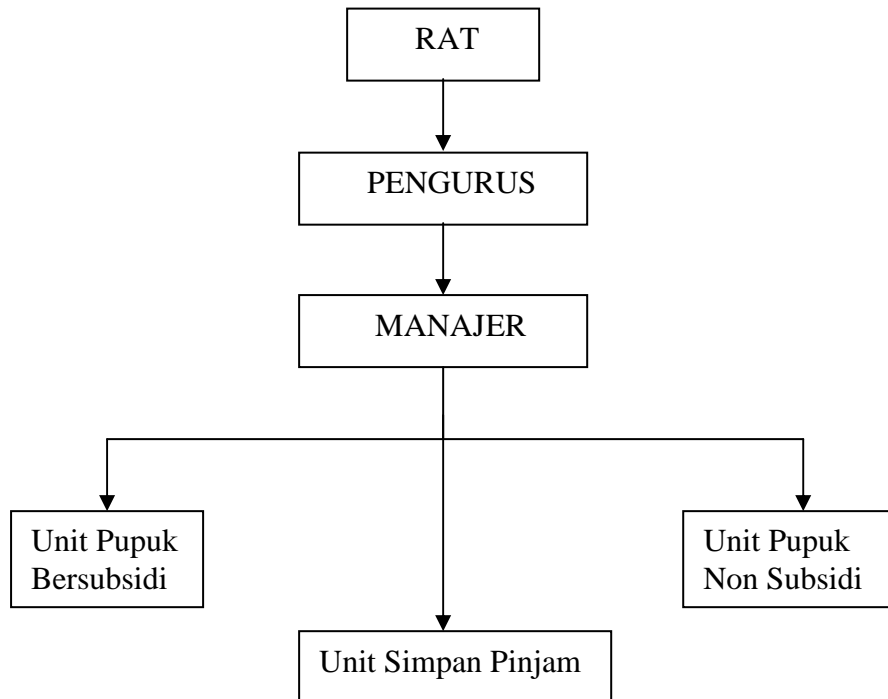 RAT
PENGURUS
MANAJER
Unit Pupuk
Bersubsidi
Unit Pupuk
Non Subsidi
Unit Simpan Pinjam